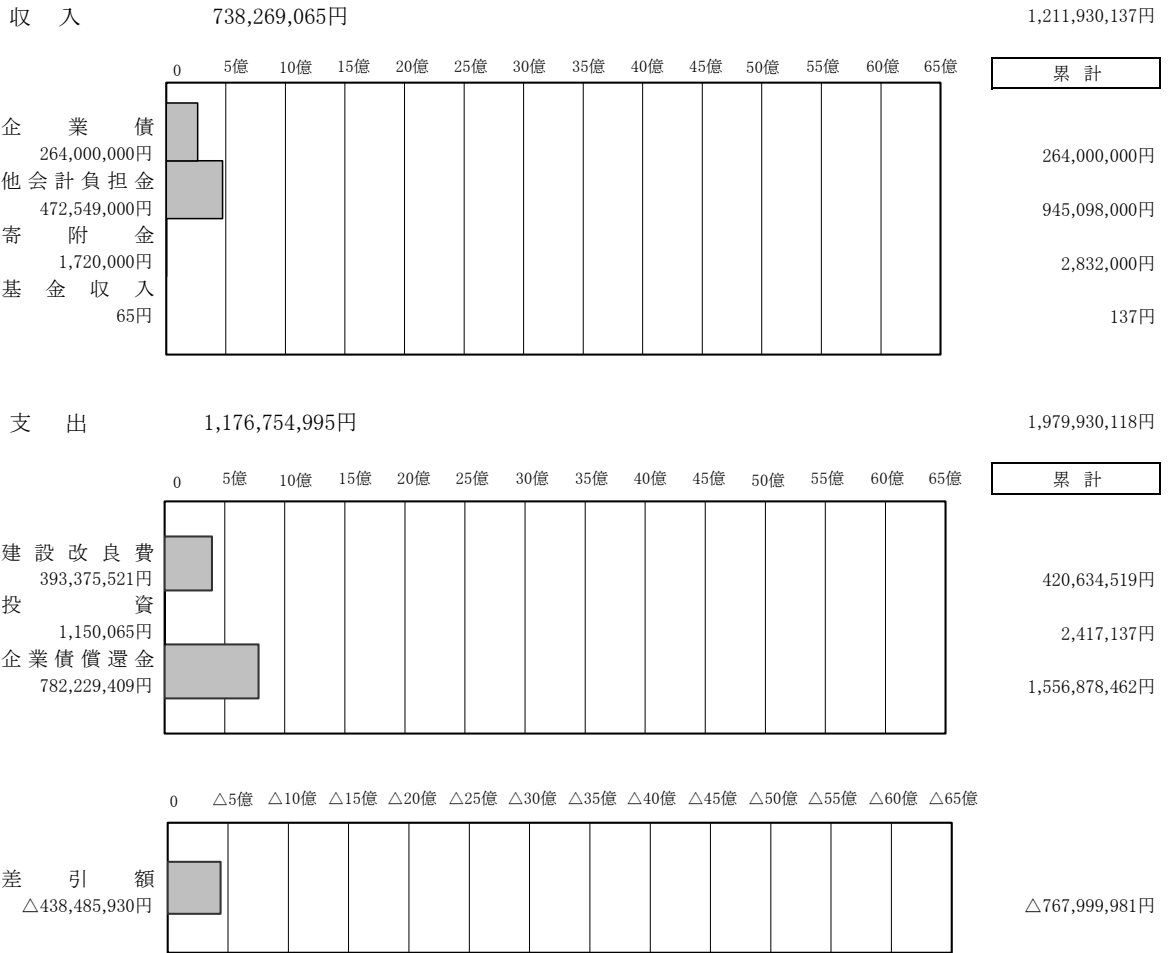 収 入 738,269,065円 1,211,930,137円
0 5億 10億 15億 20億 25億 30億 35億 40億 45億 50億 55億 60億 65億 累 計
企 業 債
264,000,000円 264,000,000円
他 会 計 負 担 金
472,549,000円 945,098,000円
寄 附 金
1,720,000円 2,832,000円
基 金 収 入
65円 137円
支 出 1,176,754,995円 1,979,930,118円
0 5億 10億 15億 20億 25億 30億 35億 40億 45億 50億 55億 60億 65億 累 計
建 設 改 良 費
393,375,521円 420,634,519円
投 資
1,150,065円 2,417,137円
企 業 債 償 還 金
782,229,409円 1,556,878,462円
0 △5億 △10億 △15億 △20億 △25億 △30億 △35億 △40億 △45億 △50億 △55億 △60億 △65億
差 引 額
△438,485,930円 △767,999,981円